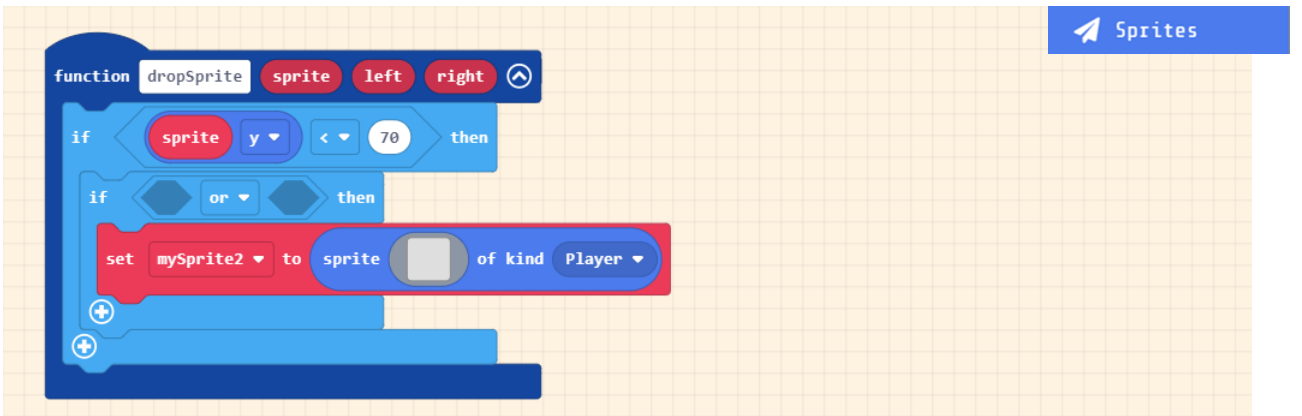 Sprites
function dropSprite sprite left right
if sprite y < 70 then
if or then
set mySprite2 to sprite of kind Player